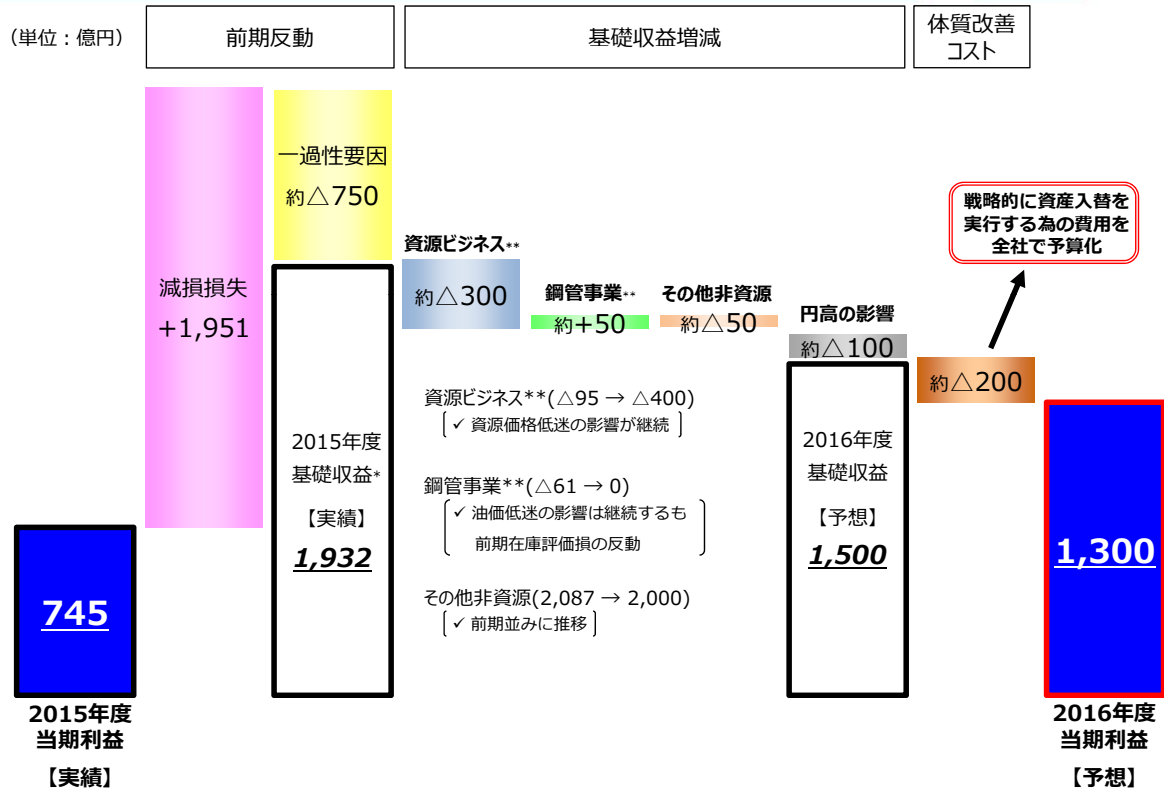 (単位：億円)
前期反動
基礎収益増減
体質改善
コスト
一過性要因
約△750
減損損失
+1,951
資源ビジネス**
約△300
鋼管事業**
約+50
その他非資源
約△50
円高の影響
約△100
戦略的に資産入替を
実行する為の費用を
全社で予算化
約△200
2015年度
基礎収益*
【実績】
1,932
資源ビジネス**(△95 → △400)
✓ 資源価格低迷の影響が継続
鋼管事業**(△61 → 0)
✓ 油価低迷の影響は継続するも
前期在庫評価損の反動
その他非資源(2,087 → 2,000)
✓ 前期並みに推移
2016年度
基礎収益
【予想】
1,500
745
1,300
2015年度
当期利益
【実績】
2016年度
当期利益
【予想】